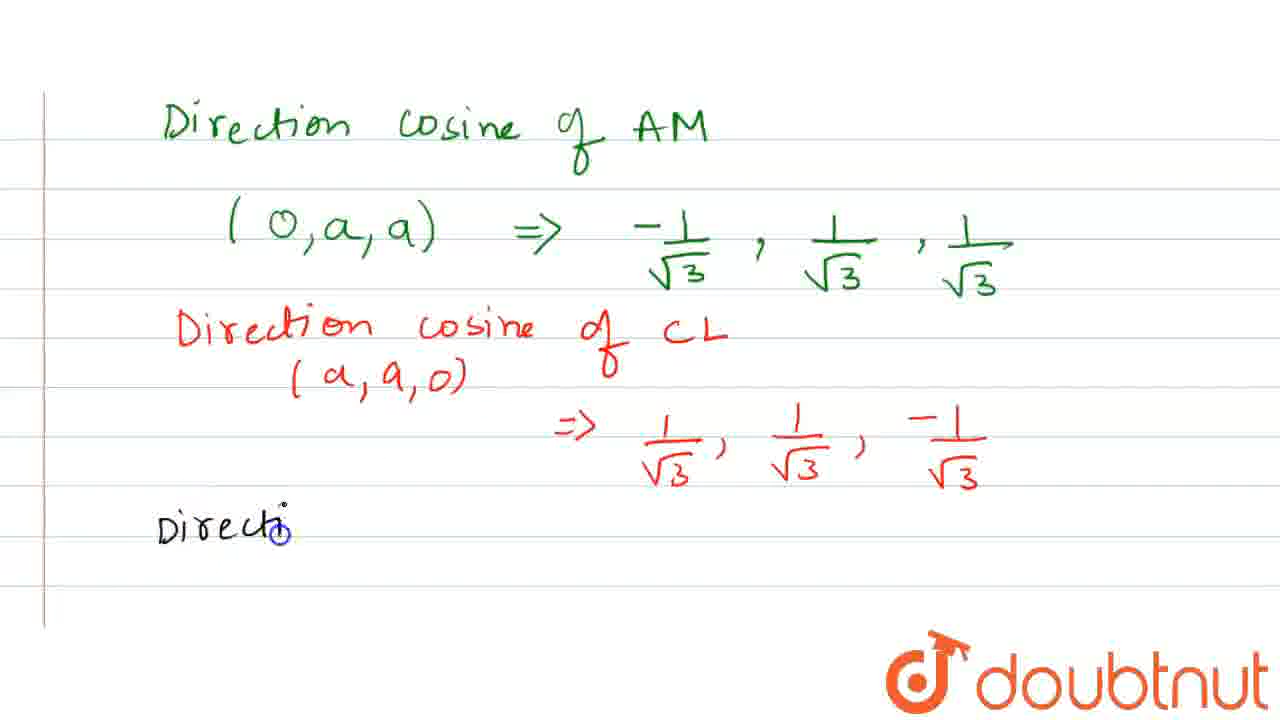 Direction cosine of AM
(0, a, a) => -1/√3, 1/√3, 1/√3
Direction cosine of CL
(a, a, 0)
=> 1/√3, 1/√3, -1/√3
Directi
doubtnut